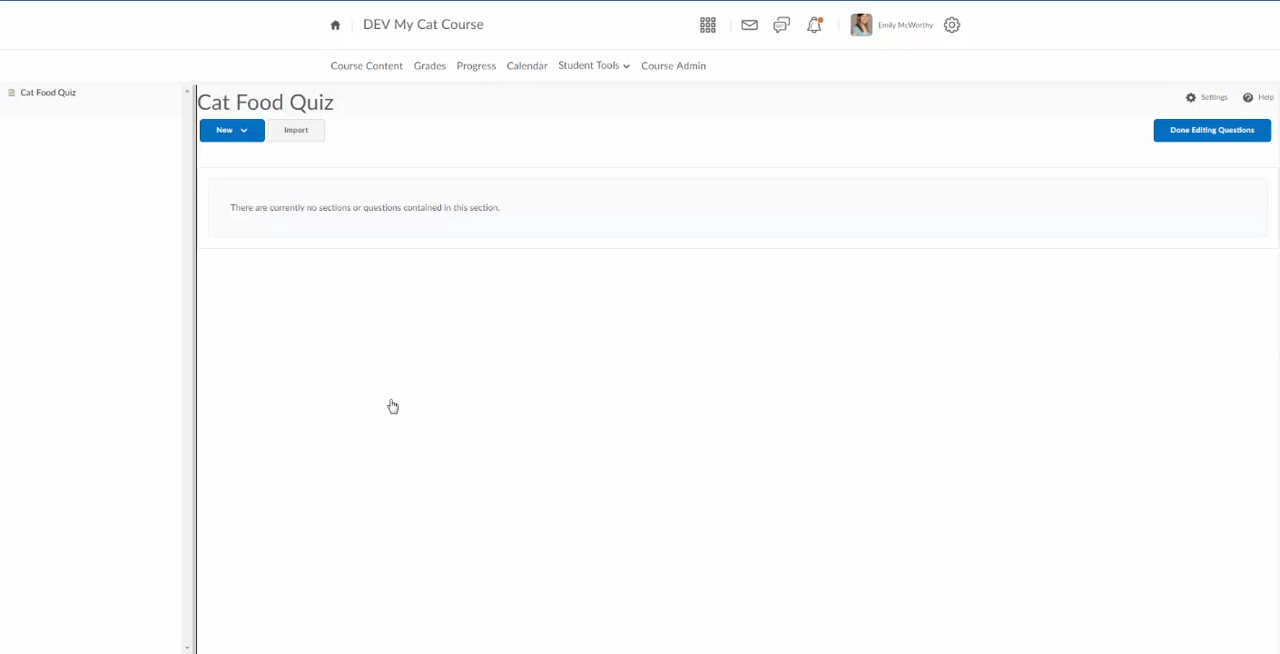 DEV My Cat Course
Emily McWorthy
Course Content Grades Progress Calendar Student Tools Course Admin
Cat Food Quiz
Cat Food Quiz
Settings Help
New Import Done Editing Questions
There are currently no sections or questions contained in this section.